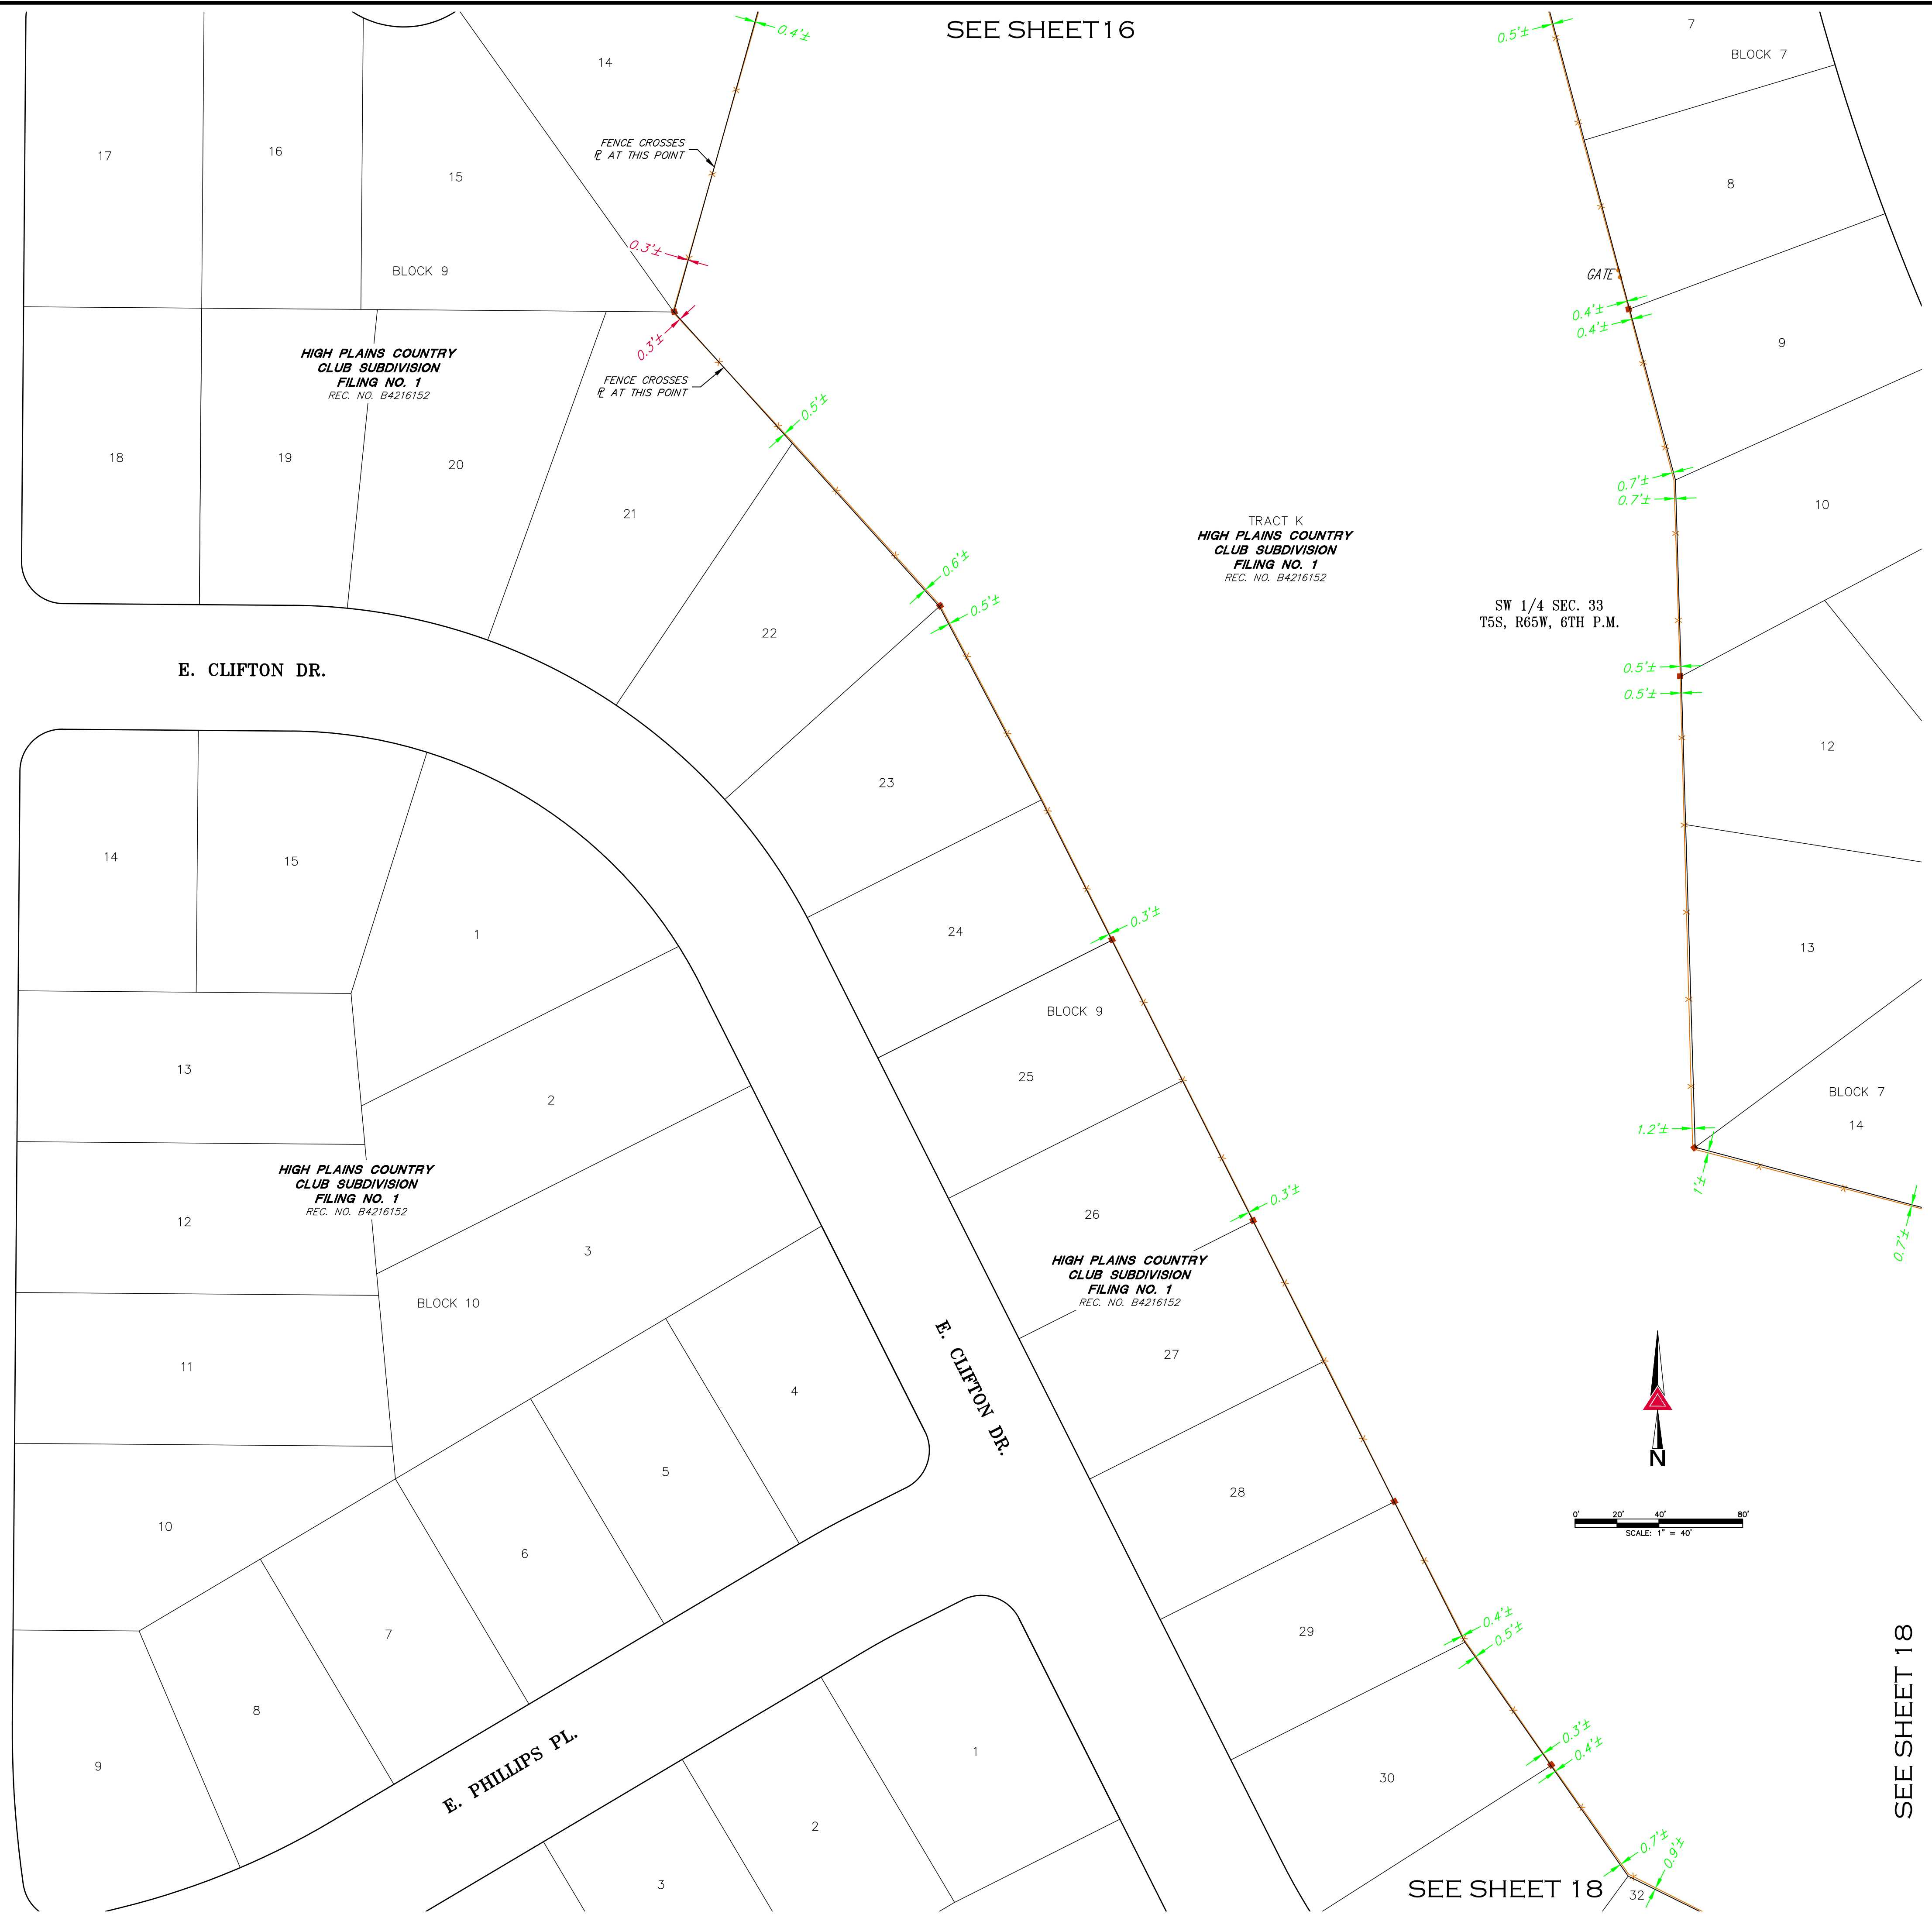 SEE SHEET16
0.4'±
0.5'±
7
BLOCK 7
14
FENCE CROSSES
℄ AT THIS POINT
17
16
15
8
0.3'±
BLOCK 9
GATE
0.4'±
0.4'±
9
0.3'±
HIGH PLAINS COUNTRY
CLUB SUBDIVISION
FILING NO. 1
REC. NO. B4216152
FENCE CROSSES
℄ AT THIS POINT
0.5'±
18
19
20
21
0.7'±
0.7'±
10
TRACT K
HIGH PLAINS COUNTRY
CLUB SUBDIVISION
FILING NO. 1
REC. NO. B4216152
0.6'±
0.5'±
SW 1/4 SEC. 33
T5S, R65W, 6TH P.M.
22
E. CLIFTON DR.
0.5'±
0.5'±
12
23
14
15
1
24
0.3'±
13
BLOCK 9
25
13
2
BLOCK 7
14
1.2'±
1'±
0.7'±
HIGH PLAINS COUNTRY
CLUB SUBDIVISION
FILING NO. 1
REC. NO. B4216152
12
3
26
0.3'±
HIGH PLAINS COUNTRY
CLUB SUBDIVISION
FILING NO. 1
REC. NO. B4216152
BLOCK 10
11
27
4
E. CLIFTON DR.
N
5
28
10
6
0' 20' 40' 80'
SCALE: 1" = 40'
7
29
0.4'±
0.5'±
8
9
E. PHILLIPS PL.
1
30
0.3'±
0.4'±
2
3
0.7'±
0.9'±
SEE SHEET 18
32
SEE SHEET 18